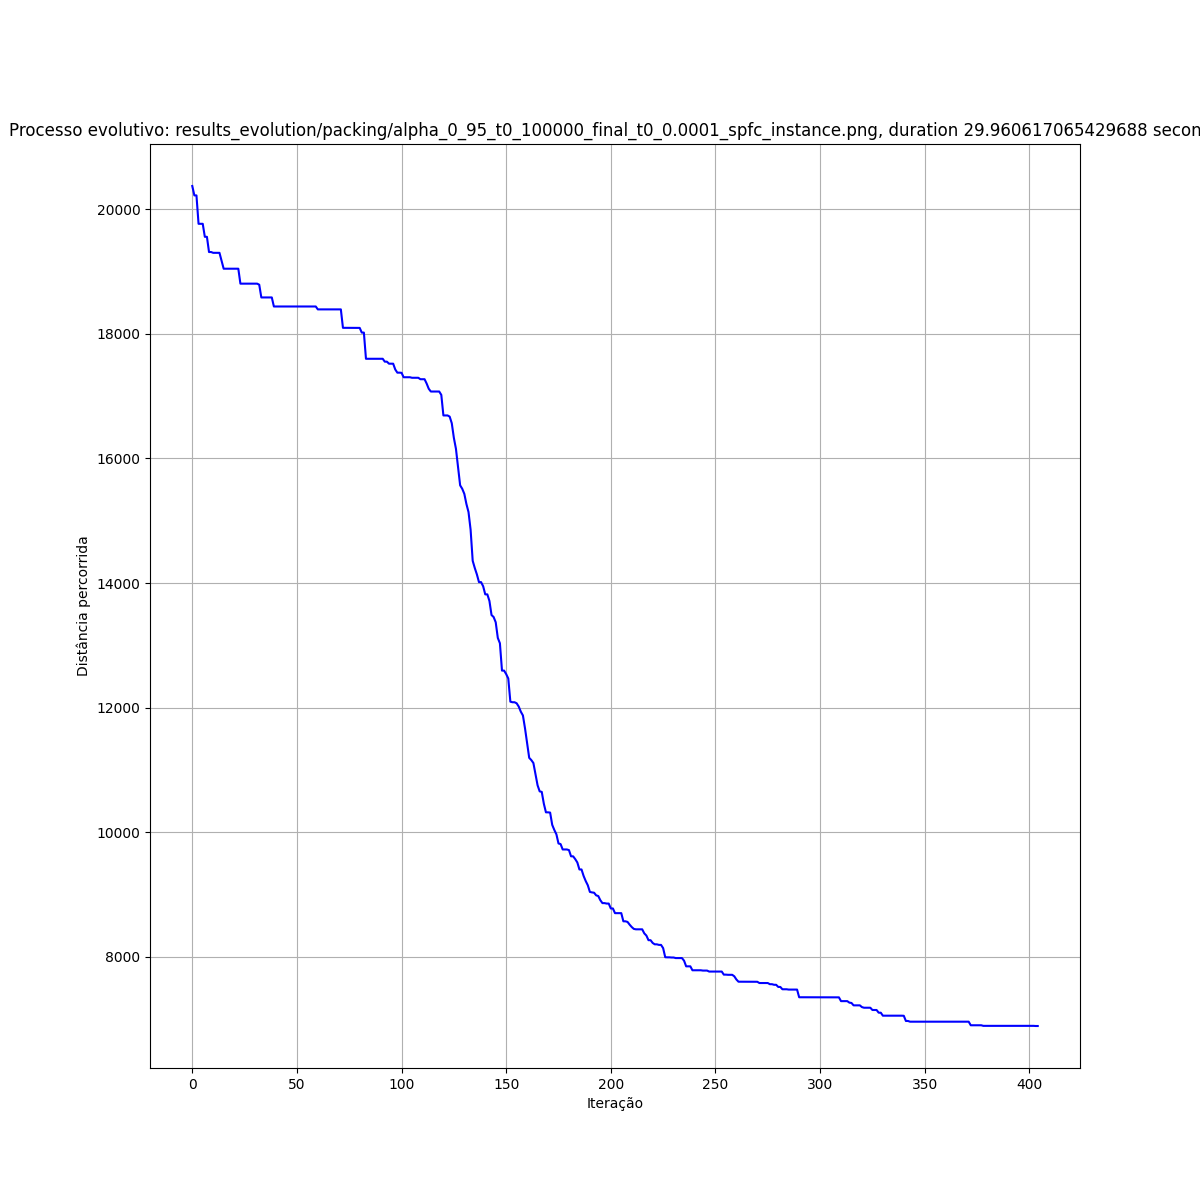 Processo evolutivo: results_evolution/packing/alpha_0_95_t0_100000_final_t0_0.0001_spfc_instance.png, duration 29.960617065429688 secon
20000
18000
16000
14000
12000
10000
8000
Distância percorrida
0 50 100 150 200 250 300 350 400
Iteração